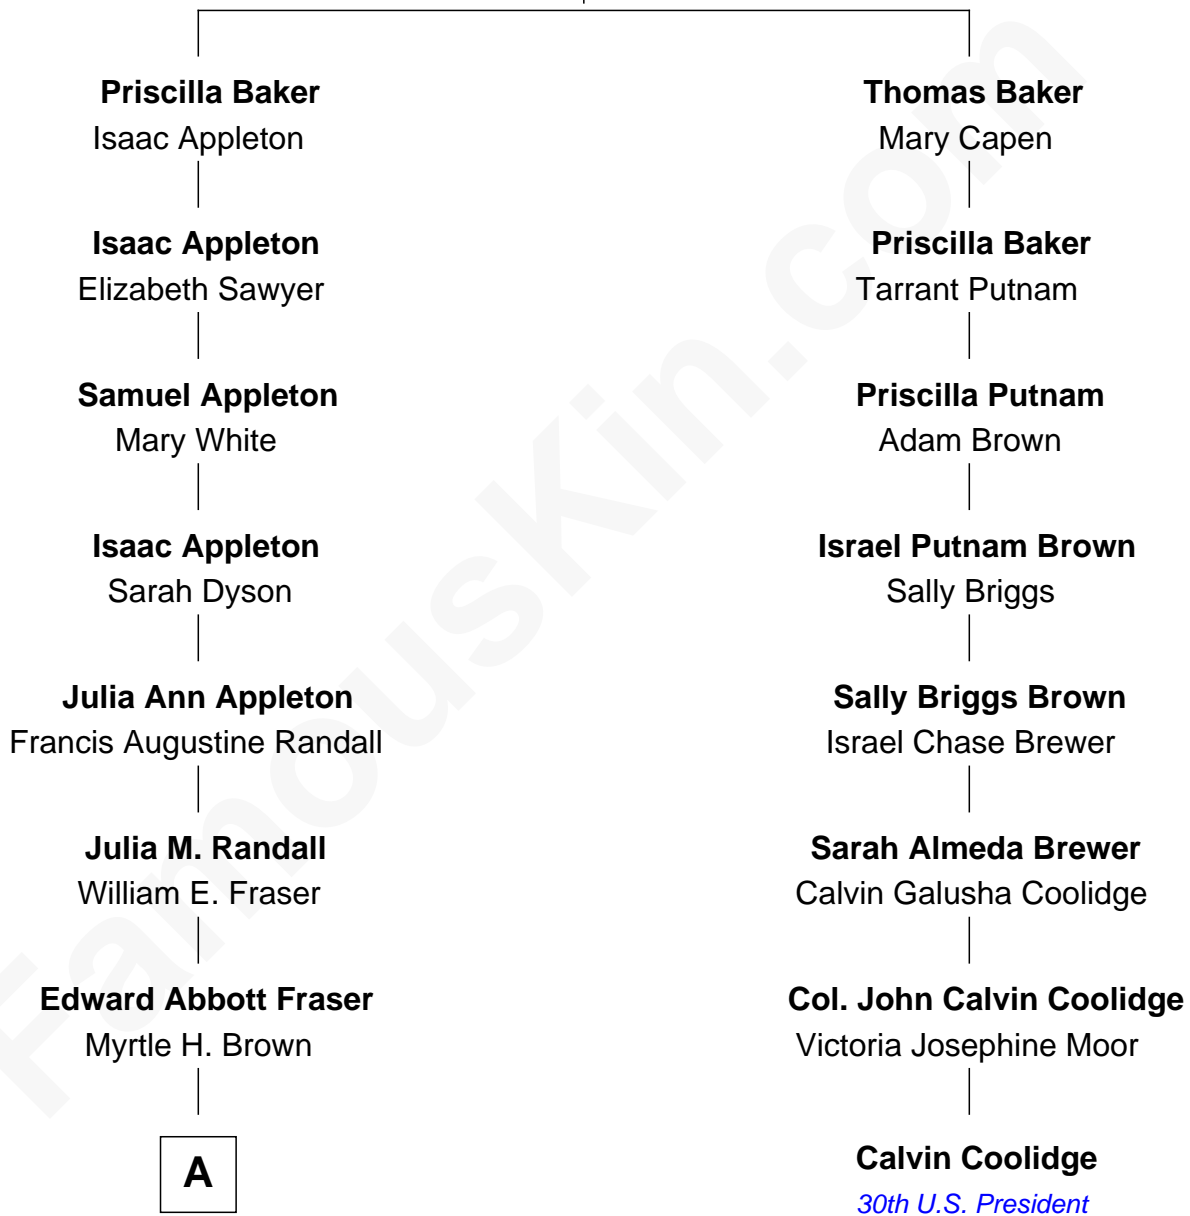 Priscilla Baker
Isaac Appleton
Isaac Appleton
Elizabeth Sawyer
Samuel Appleton
Mary White
Isaac Appleton
Sarah Dyson
Julia Ann Appleton
Francis Augustine Randall
Julia M. Randall
William E. Fraser
Edward Abbott Fraser
Myrtle H. Brown
A
Thomas Baker
Mary Capen
Priscilla Baker
Tarrant Putnam
Priscilla Putnam
Adam Brown
Israel Putnam Brown
Sally Briggs
Sally Briggs Brown
Israel Chase Brewer
Sarah Almeda Brewer
Calvin Galusha Coolidge
Col. John Calvin Coolidge
Victoria Josephine Moor
Calvin Coolidge
30th U.S. President
FamousKin.com